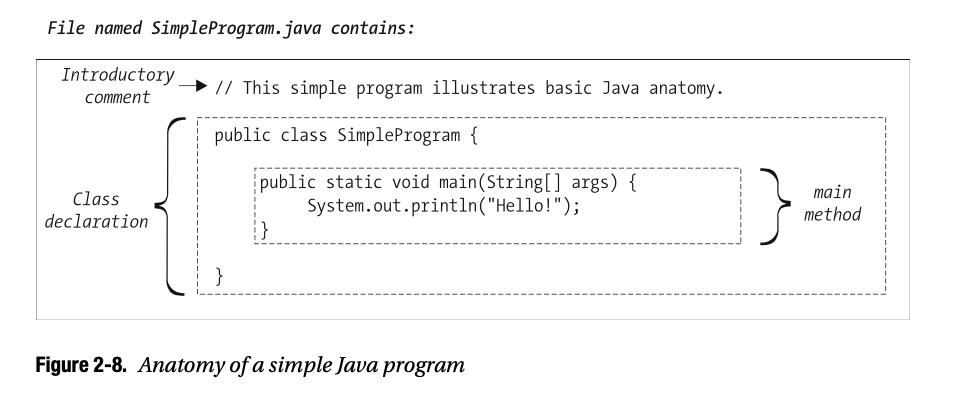 File named SimpleProgram.java contains:
Introductory
comment
// This simple program illustrates basic Java anatomy.
public class SimpleProgram {
public static void main(String[] args) {
System.out.println("Hello!");
}
}
Class
declaration
main
method
Figure 2-8. Anatomy of a simple Java program